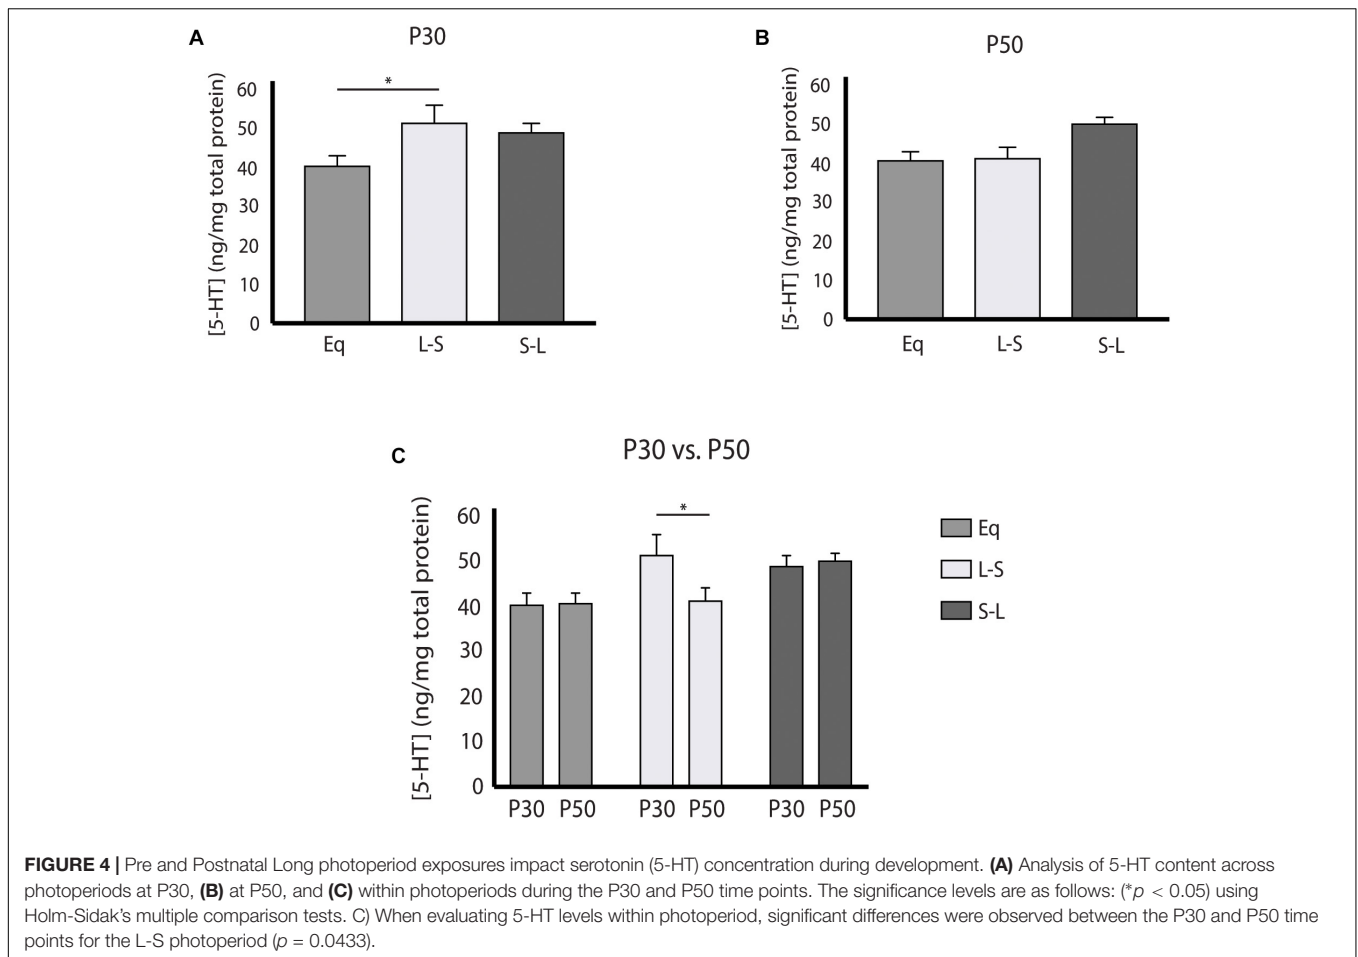 A
P30
*
[5-HT] (ng/mg total protein)
60
50
40
30
20
10
0
Eq
L-S
S-L
B
P50
[5-HT] (ng/mg total protein)
60
50
40
30
20
10
0
Eq
L-S
S-L
C
P30 vs. P50
*
[5-HT] (ng/mg total protein)
60
50
40
30
20
10
0
P30 P50 P30 P50 P30 P50
Eq
L-S
S-L
FIGURE 4 | Pre and Postnatal Long photoperiod exposures impact serotonin (5-HT) concentration during development. (A) Analysis of 5-HT content across
photoperiods at P30, (B) at P50, and (C) within photoperiods during the P30 and P50 time points. The significance levels are as follows: (*p < 0.05) using
Holm-Sidak's multiple comparison tests. C) When evaluating 5-HT levels within photoperiod, significant differences were observed between the P30 and P50 time
points for the L-S photoperiod (p = 0.0433).